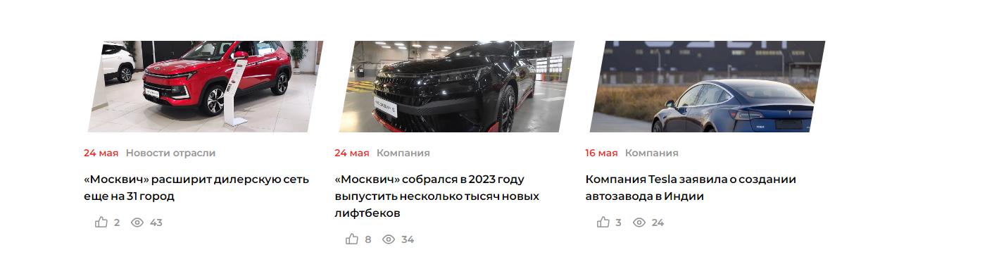 24 мая Новости отрасли
«Москвич» расширит дилерскую сеть
еще на 31 город
2 43
24 мая Компания
«Москвич» собрался в 2023 году
выпустить несколько тысяч новых
лифтбеков
8 34
16 мая Компания
Компания Tesla заявила о создании
автозавода в Индии
3 24